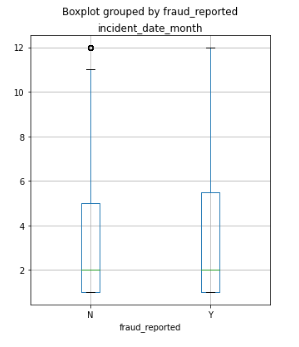 Boxplot grouped by fraud_reported
incident_date_month
12
10
8
6
4
2
N Y
fraud_reported